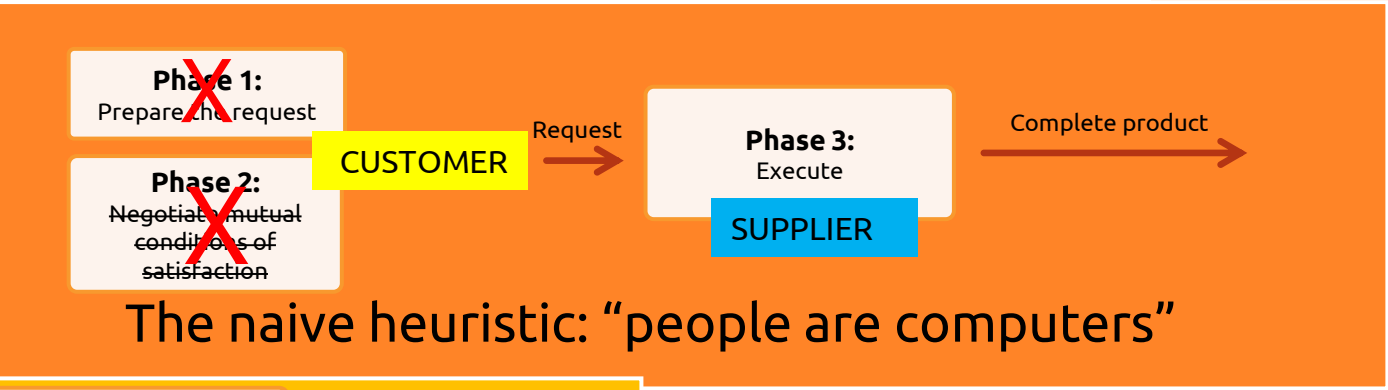 Phase 1:
Prepare the request
X
CUSTOMER
Phase 2:
Negotiate mutual
conditions of
satisfaction
X
Request
Phase 3:
Execute
SUPPLIER
Complete product
The naive heuristic: “people are computers”